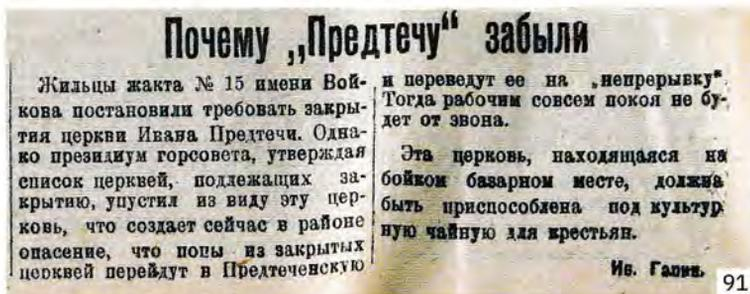 Почему „Предтечу“ забыли
Жильцы жакта № 15 имени Вой-
кова постановили требовать закры-
тия церкви Ивана Предтечи. Одна-
ко президиум горсовета, утверждая
список церквей, подлежащих за-
крытию, упустил из виду эту цер-
ковь, что создает сейчас в районе
опасение, что попы из закрытых
церквей перейдут в Предтеченскую
и переведут ее на „непрерывку“
Тогда рабочим совсем покоя не бу-
дет от звона.
Эта церковь, находящаяся на
бойком базарном месте, должна
быть приспособлена под культур
ную чайную для крестьян.
Ив. Галин.
91